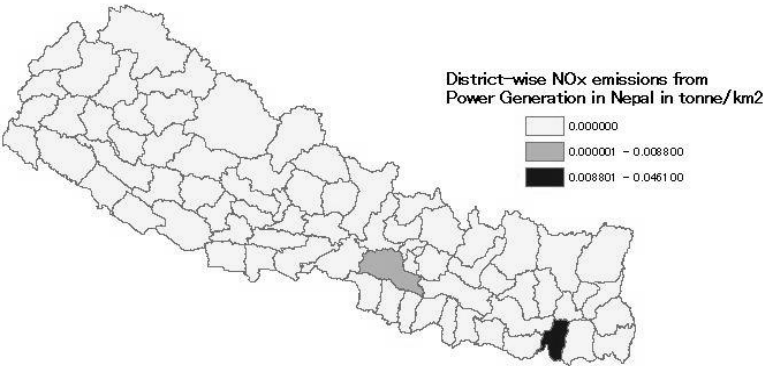 District-wise NOx emissions from
Power Generation in Nepal in tonne/km2
0.000000
0.000001 - 0.008800
0.008801 - 0.046100